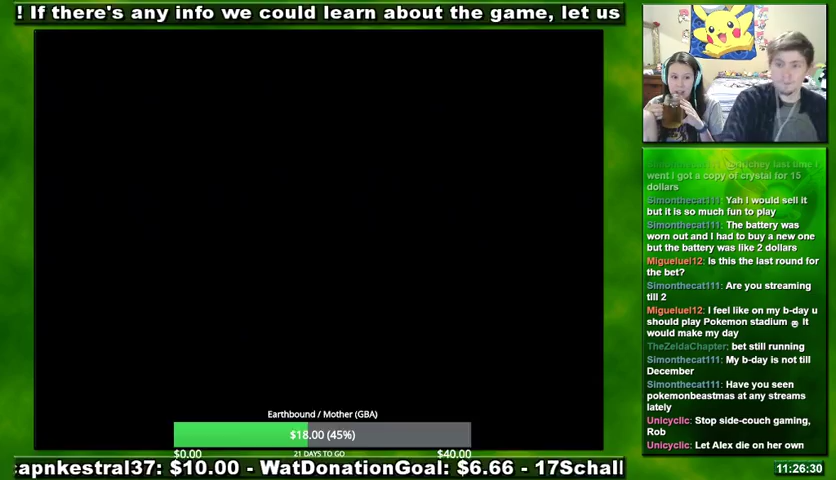 ! If there's any info we could learn about the game, let us
last time I
went I got a copy of crystal for 15
dollars
Simonthecat111: Yah I would sell it
but it is so much fun to play
Simonthecat111: The battery was
worn out and I had to buy a new one
but the battery was like 2 dollars
Migueluel12: Is this the last round for
the bet?
Simonthecat111: Are you streaming
till 2
Migueluel12: I feel like on my b-day u
should play Pokemon stadium It
would make my day
TheZeldaChapter: bet still running
Simonthecat111: My b-day is not till
December
Simonthecat111: Have you seen
pokemonbeastmas at any streams
lately
Unicyclic: Stop side-couch gaming,
Rob
Unicyclic: Let Alex die on her own
Earthbound / Mother (GBA)
$18.00 (45%)
$0.00 21 DAYS TO GO $40.00
capnkestral37: $10.00 - WatDonationGoal: $6.66 - 17Schall
11:26:30